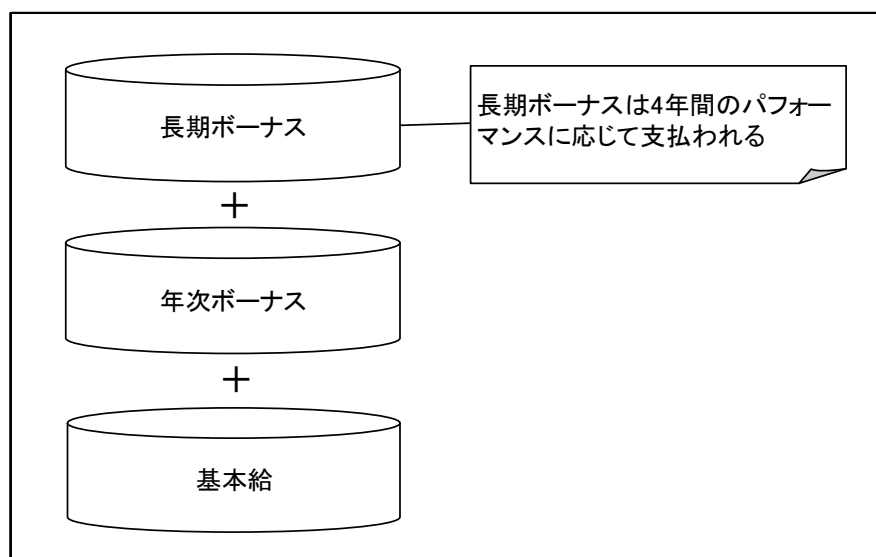 長期ボーナス
長期ボーナスは4年間のパフォー
マンスに応じて支払われる
＋
年次ボーナス
＋
基本給